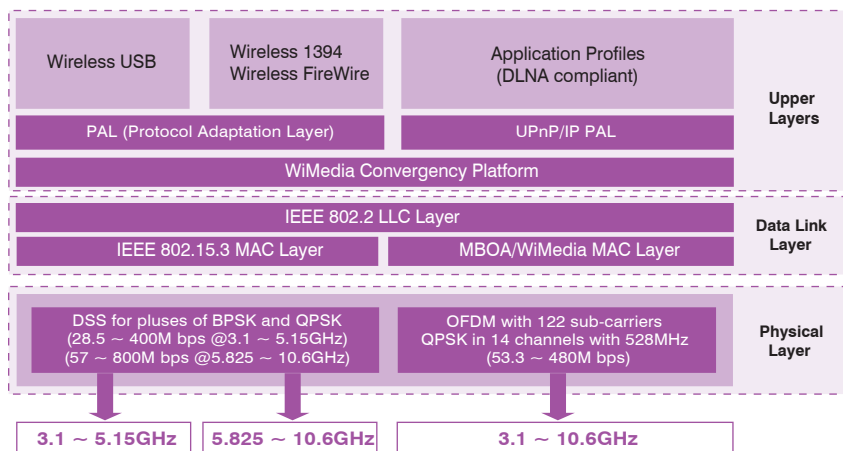 Wireless USB
Wireless 1394
Wireless FireWire
Application Profiles
(DLNA compliant)
Upper
Layers
PAL (Protocol Adaptation Layer)
UPnP/IP PAL
WiMedia Convergency Platform
IEEE 802.2 LLC Layer
IEEE 802.15.3 MAC Layer
MBOA/WiMedia MAC Layer
Data Link
Layer
DSS for pluses of BPSK and QPSK
(28.5 ~ 400M bps @3.1 ~ 5.15GHz)
(57 ~ 800M bps @5.825 ~ 10.6GHz)
OFDM with 122 sub-carriers
QPSK in 14 channels with 528MHz
(53.3 ~ 480M bps)
Physical
Layer
3.1 ~ 5.15GHz
5.825 ~ 10.6GHz
3.1 ~ 10.6GHz